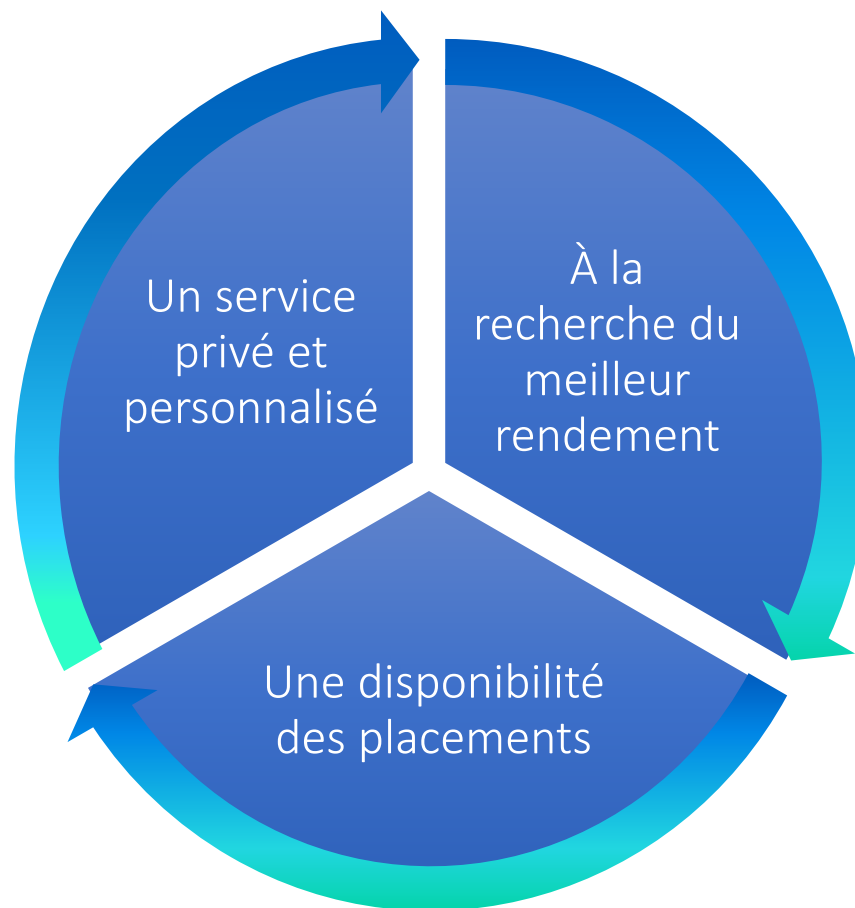 Un service
privé et
personnalisé
À la
recherche du
meilleur
rendement
Une disponibilité
des placements